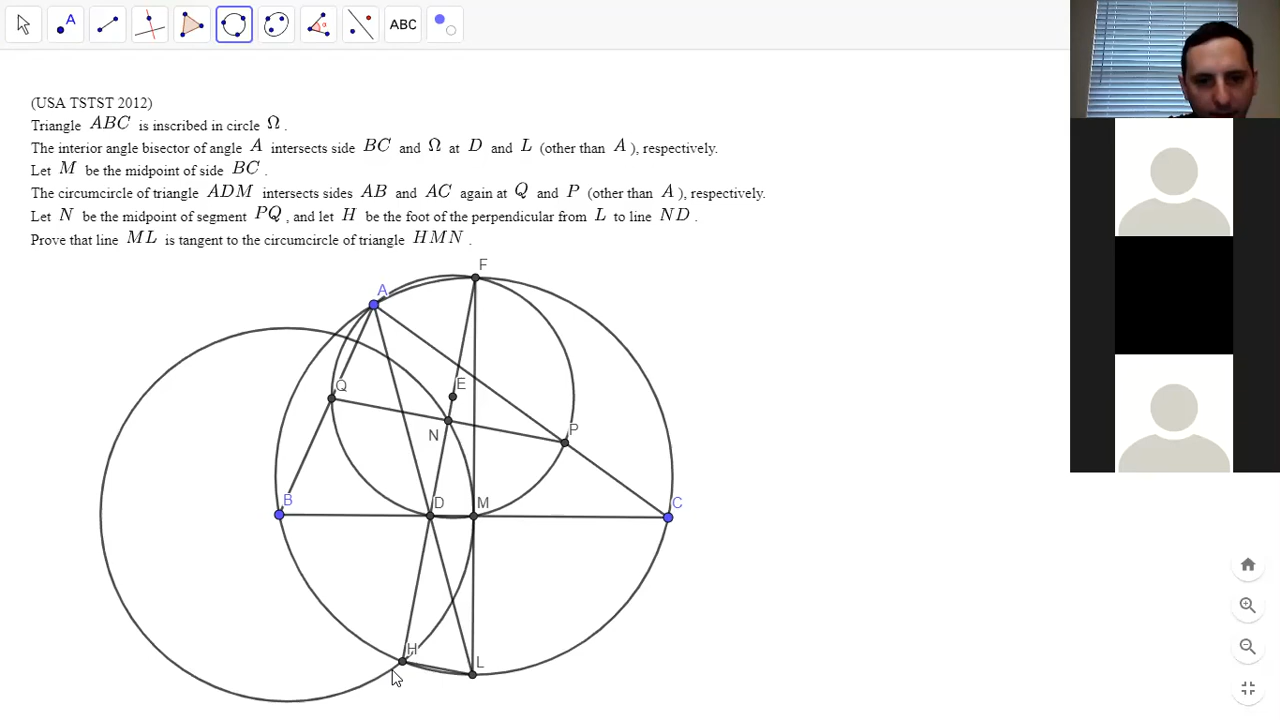 ABC
(USA TSTST 2012)
Triangle ABC is inscribed in circle Ω .
The interior angle bisector of angle A intersects side BC and Ω at D and L (other than A ), respectively.
Let M be the midpoint of side BC .
The circumcircle of triangle ADM intersects sides AB and AC again at Q and P (other than A ), respectively.
Let N be the midpoint of segment PQ , and let H be the foot of the perpendicular from L to line ND .
Prove that line ML is tangent to the circumcircle of triangle HMN .
F
A
Q
E
N
P
B
D
M
C
H
L